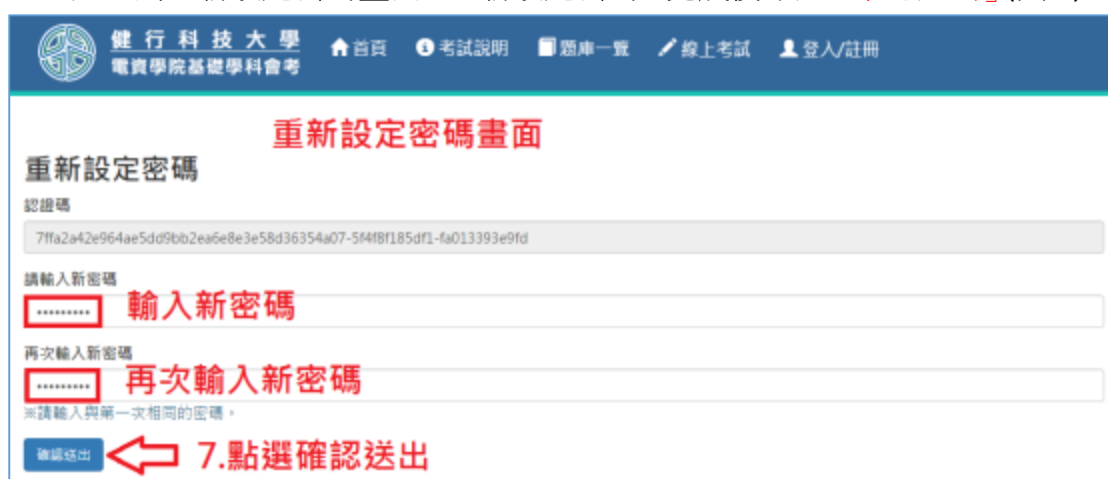 健行科技大學
電資學院基礎學科會考
首頁 考試說明 題庫一覽 線上考試 登入/註冊
重新設定密碼畫面
重新設定密碼
認證碼
7ffa2a42e964ae5dd9bb2ea6e8e3e58d36354a07-5f4f8f185df1-fa013393e9fd
請輸入新密碼
••••••••• 輸入新密碼
再次輸入新密碼
••••••••• 再次輸入新密碼
※請輸入與第一次相同的密碼。
確認送出 7.點選確認送出